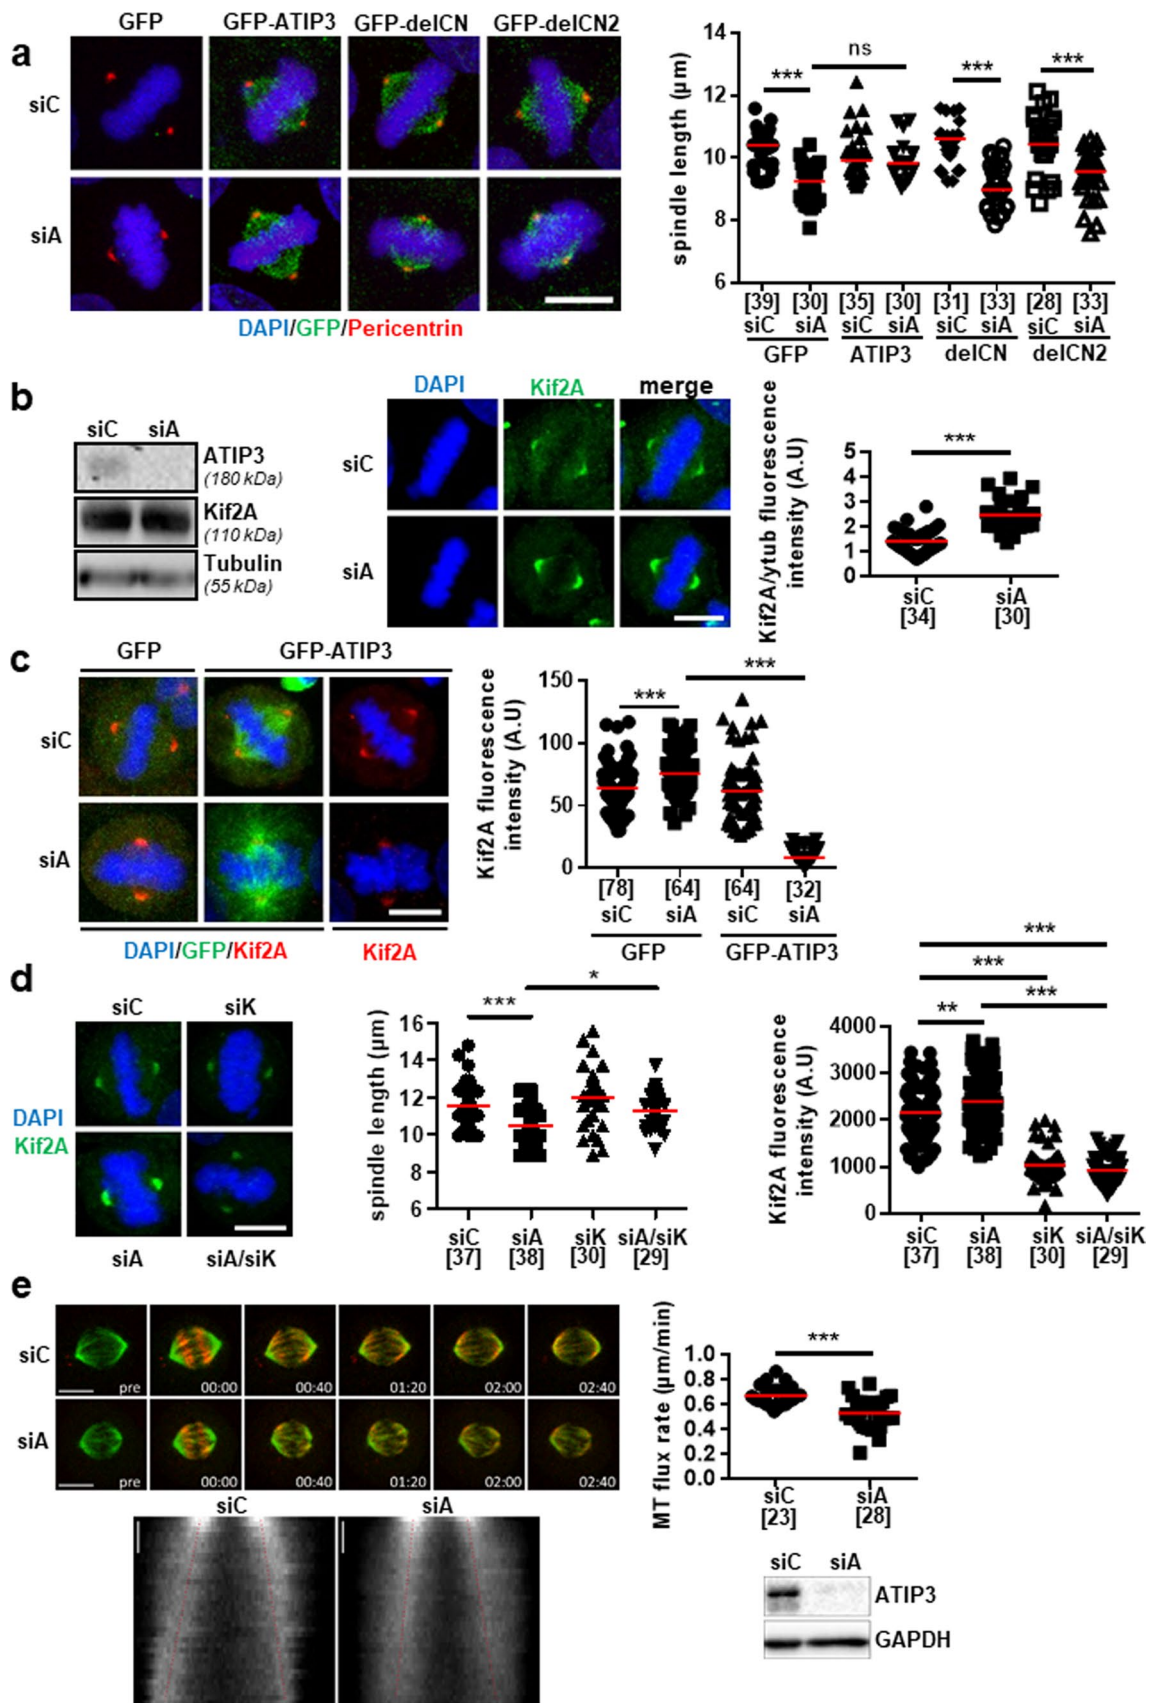 a
GFP GFP-ATIP3 GFP-delCN GFP-delCN2
siC
siA
DAPI/GFP/Pericentrin
spindle length (µm)
14
12
10
8
6
*** ns *** ***
[39] [30] [35] [30] [31] [33] [28] [33]
siC siA siC siA siC siA siC siA
GFP ATIP3 delCN delCN2
b
siC siA
ATIP3
(180 kDa)
Kif2A
(110 kDa)
Tubulin
(55 kDa)
DAPI Kif2A merge
siC
siA
Kif2A/γtub fluorescence
intensity (A.U)
5
4
3
2
1
0
***
siC siA
[34] [30]
c
GFP GFP-ATIP3
siC
siA
DAPI/GFP/Kif2A Kif2A
Kif2A fluorescence
intensity (A.U)
150
100
50
0
*** ***
[78] [64] [64] [32]
siC siA siC siA
GFP GFP-ATIP3
d
siC siK
DAPI
Kif2A
siA siA/siK
spindle length (µm)
16
14
12
10
8
6
*** *
siC siA siK siA/siK
[37] [38] [30] [29]
Kif2A fluorescence
intensity (A.U)
4000
3000
2000
1000
0
***
***
** ***
siC siA siK siA/siK
[37] [38] [30] [29]
e
siC
pre 00:00 00:40 01:20 02:00 02:40
siA
pre 00:00 00:40 01:20 02:00 02:40
siC siA
MT flux rate (µm/min)
1.0
0.8
0.6
0.4
0.2
0.0
***
siC siA
[23] [28]
siC siA
ATIP3
GAPDH